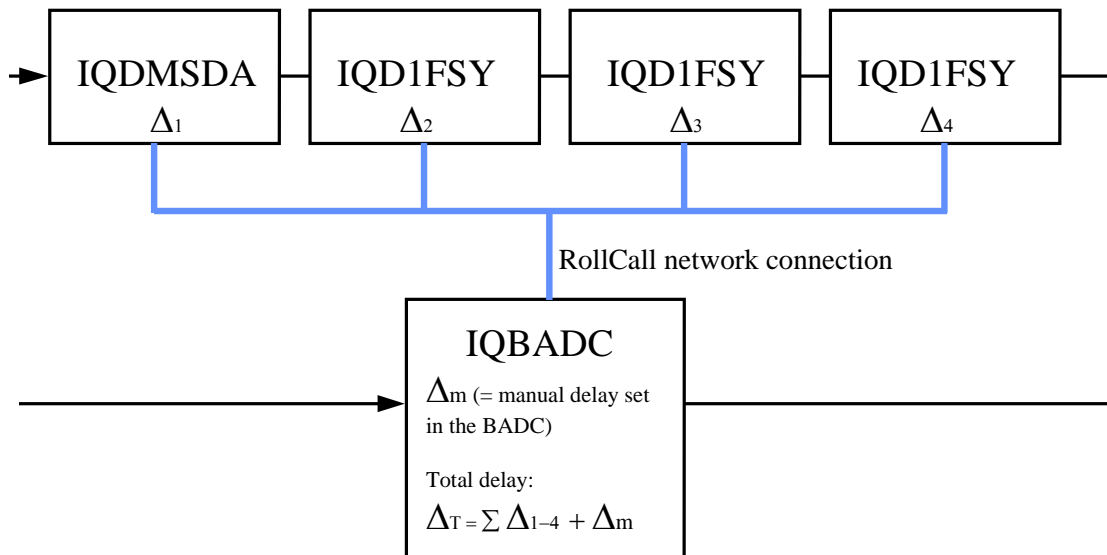 IQDMSDA
Δ1
IQD1FSY
Δ2
IQD1FSY
Δ3
IQD1FSY
Δ4
RollCall network connection
IQBADC
Δm (= manual delay set
in the BADC)
Total delay:
ΔT = ∑ Δ1−4 + Δm